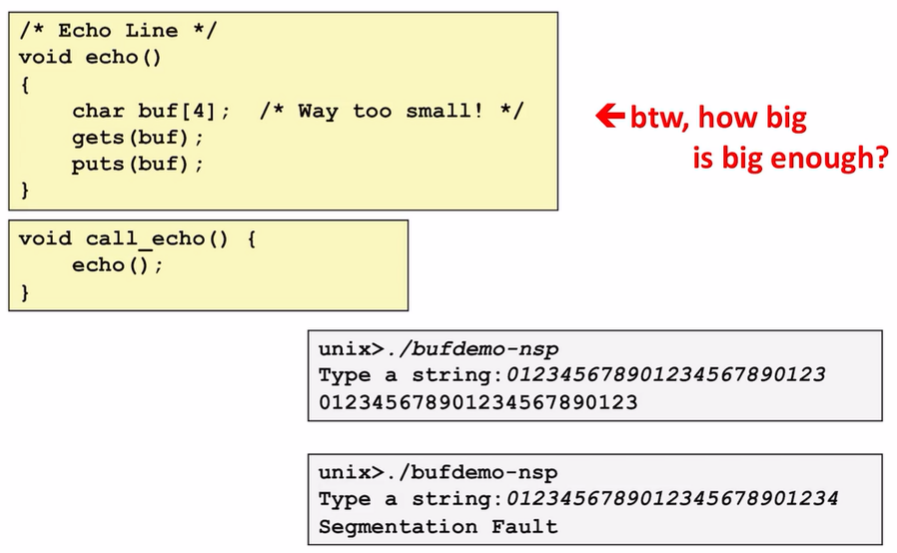 /* Echo Line */
void echo()
{
    char buf[4];  /* Way too small! */
    gets(buf);
    puts(buf);
}
←btw, how big
is big enough?
void call_echo() {
    echo();
}
unix>./bufdemo-nsp
Type a string:012345678901234567890123
012345678901234567890123
unix>./bufdemo-nsp
Type a string:0123456789012345678901234
Segmentation Fault